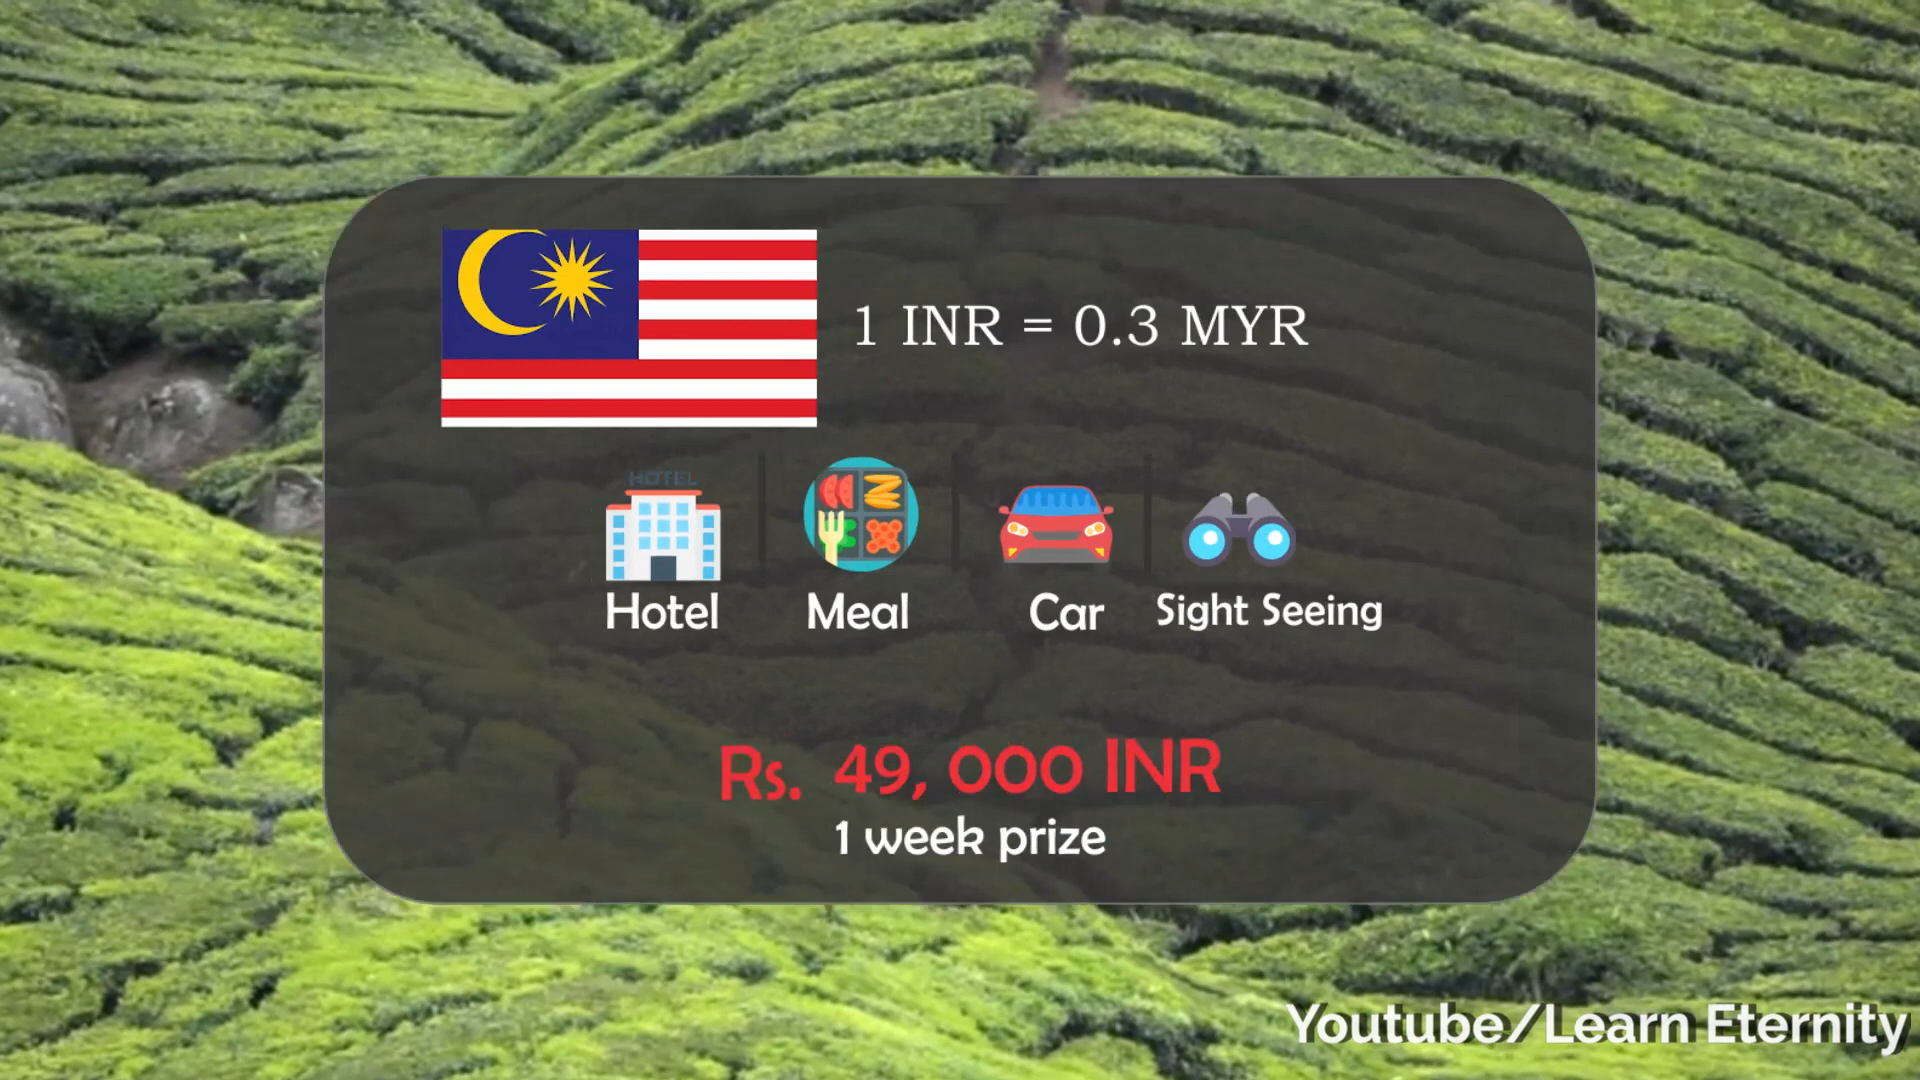 1 INR = 0.3 MYR
HOTEL
Hotel
Meal
Car
Sight Seeing
Rs. 49, 000 INR
1 week prize
Youtube/Learn Eternity